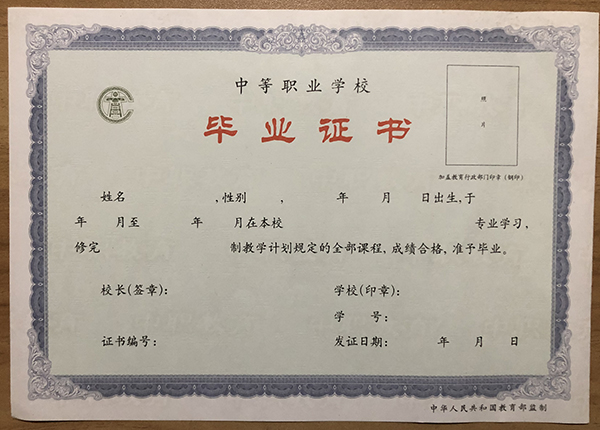 中等职业学校
毕业证书
照
片
加盖教育行政部门印章(钢印)
姓名 ,性别 , 年 月 日出生,于
年 月至 年 月在本校 专业学习,
修完 制教学计划规定的全部课程,成绩合格,准予毕业。
校长(签章): 学校(印章):
学 号:
证书编号: 发证日期: 年 月 日
中华人民共和国教育部监制